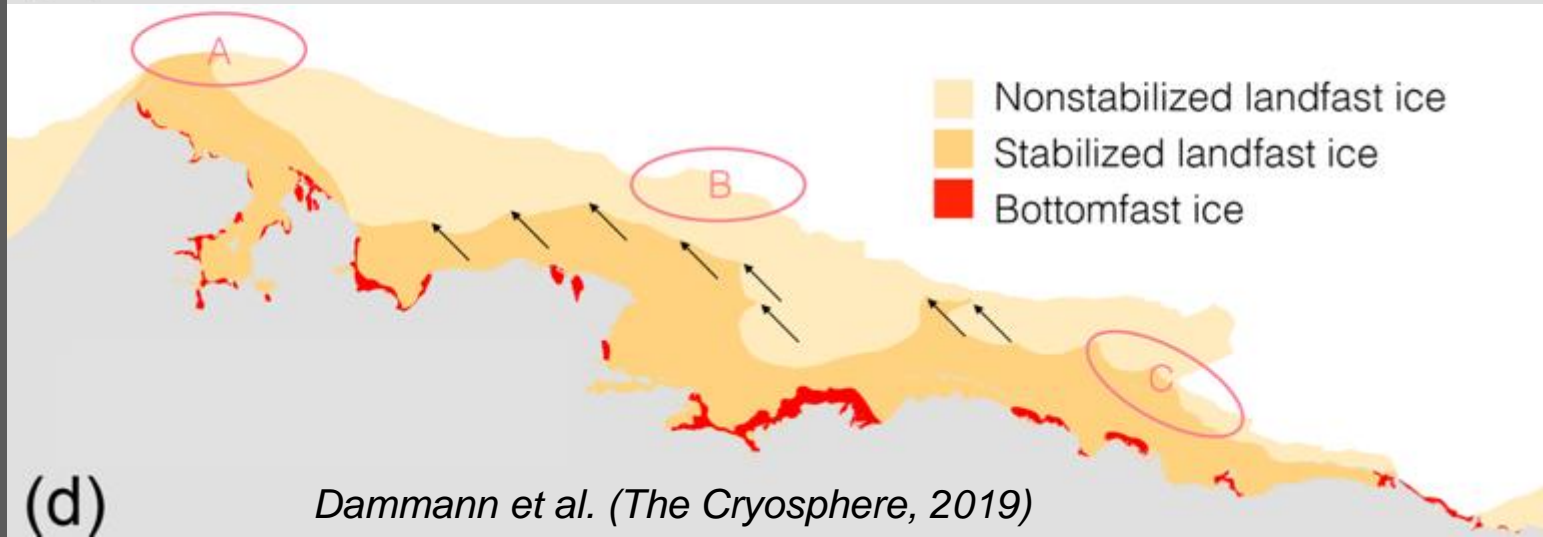 A
Nonstabilized landfast ice
B
Stabilized landfast ice
Bottomfast ice
C
(d)
Dammann et al. (The Cryosphere, 2019)